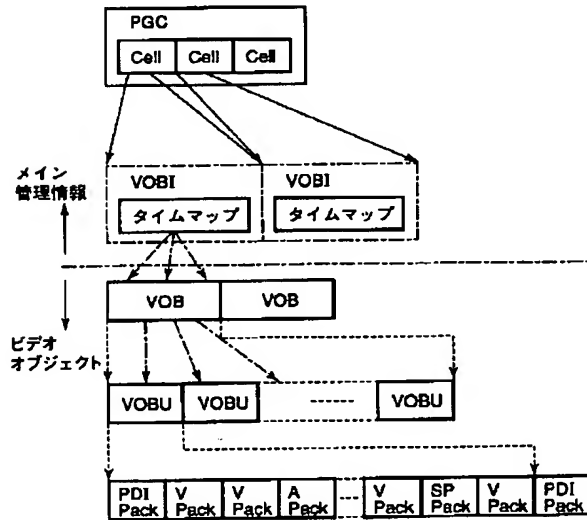 PGC
Cell Cell Cell
メイン
管理情報
VOBI VOBI
タイムマップ タイムマップ
VOB VOB
ビデオ
オブジェクト
VOBU VOBU VOBU
PDI V V A V SP V PDI
Pack Pack Pack Pack Pack Pack Pack Pack